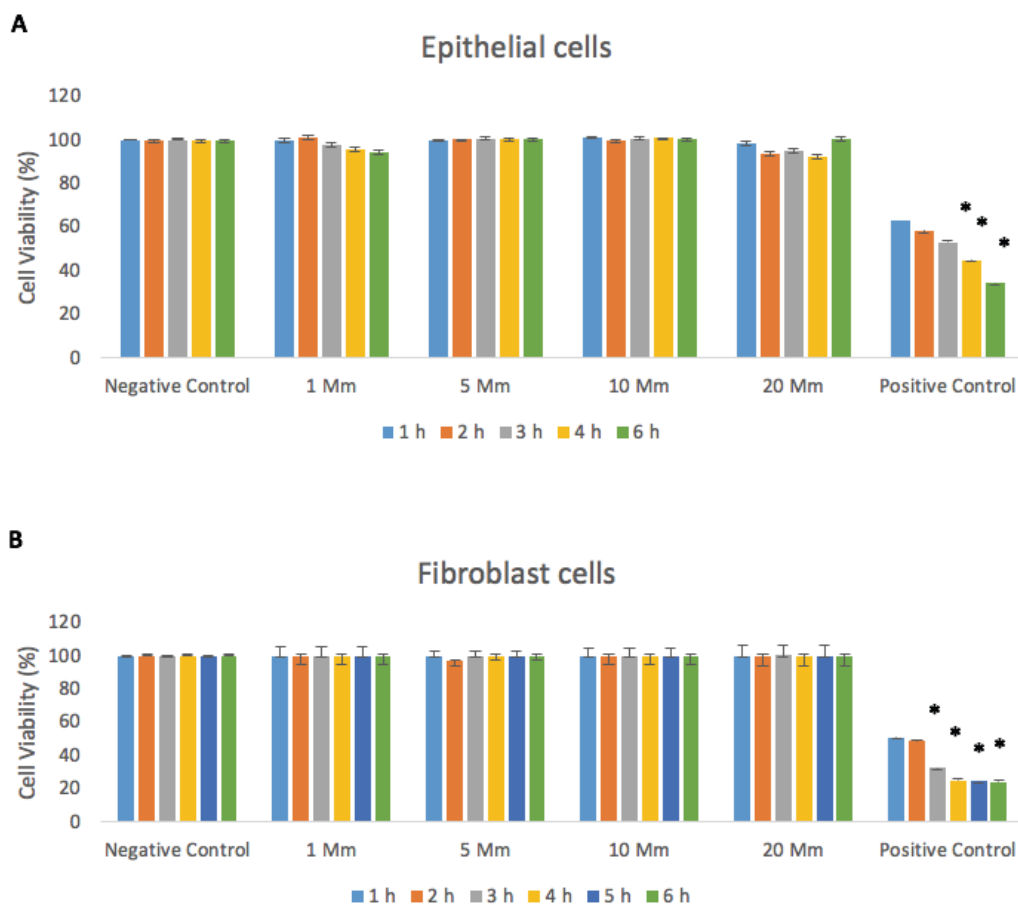 A
Epithelial cells
120
100
80
60
40
20
0
Cell Viability (%)
* * *
Negative Control 1 Mm 5 Mm 10 Mm 20 Mm Positive Control
1 h 2 h 3 h 4 h 6 h
B
Fibroblast cells
120
100
80
60
40
20
0
Cell Viability (%)
* * * *
Negative Control 1 Mm 5 Mm 10 Mm 20 Mm Positive Control
1 h 2 h 3 h 4 h 5 h 6 h